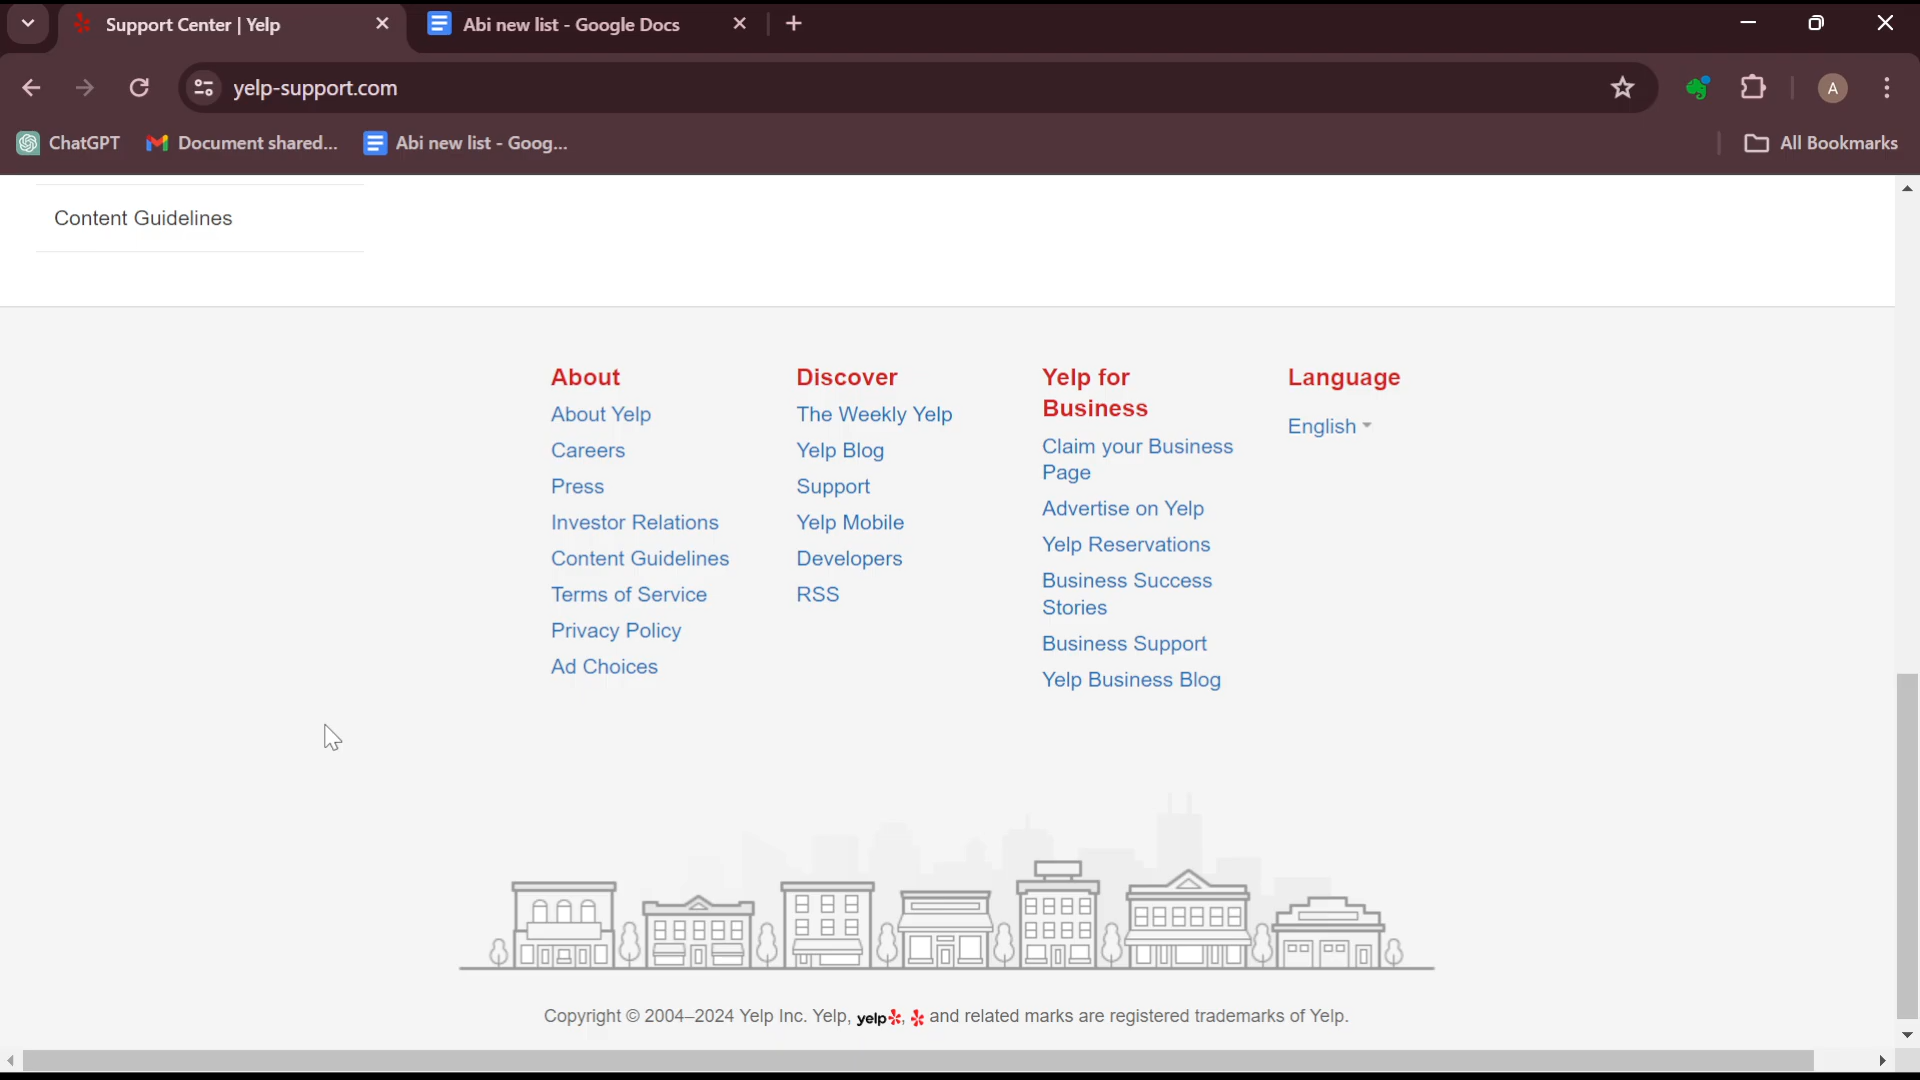 Support Center | Yelp
Abi new list - Google Docs
yelp-support.com
A
ChatGPT
Document shared...
Abi new list - Goog...
All Bookmarks
Content Guidelines
About
About Yelp
Careers
Press
Investor Relations
Content Guidelines
Terms of Service
Privacy Policy
Ad Choices
Discover
The Weekly Yelp
Yelp Blog
Support
Yelp Mobile
Developers
RSS
Yelp for
Business
Claim your Business
Page
Advertise on Yelp
Yelp Reservations
Business Success
Stories
Business Support
Yelp Business Blog
Language
English
Copyright © 2004–2024 Yelp Inc. Yelp, yelp, and related marks are registered trademarks of Yelp.